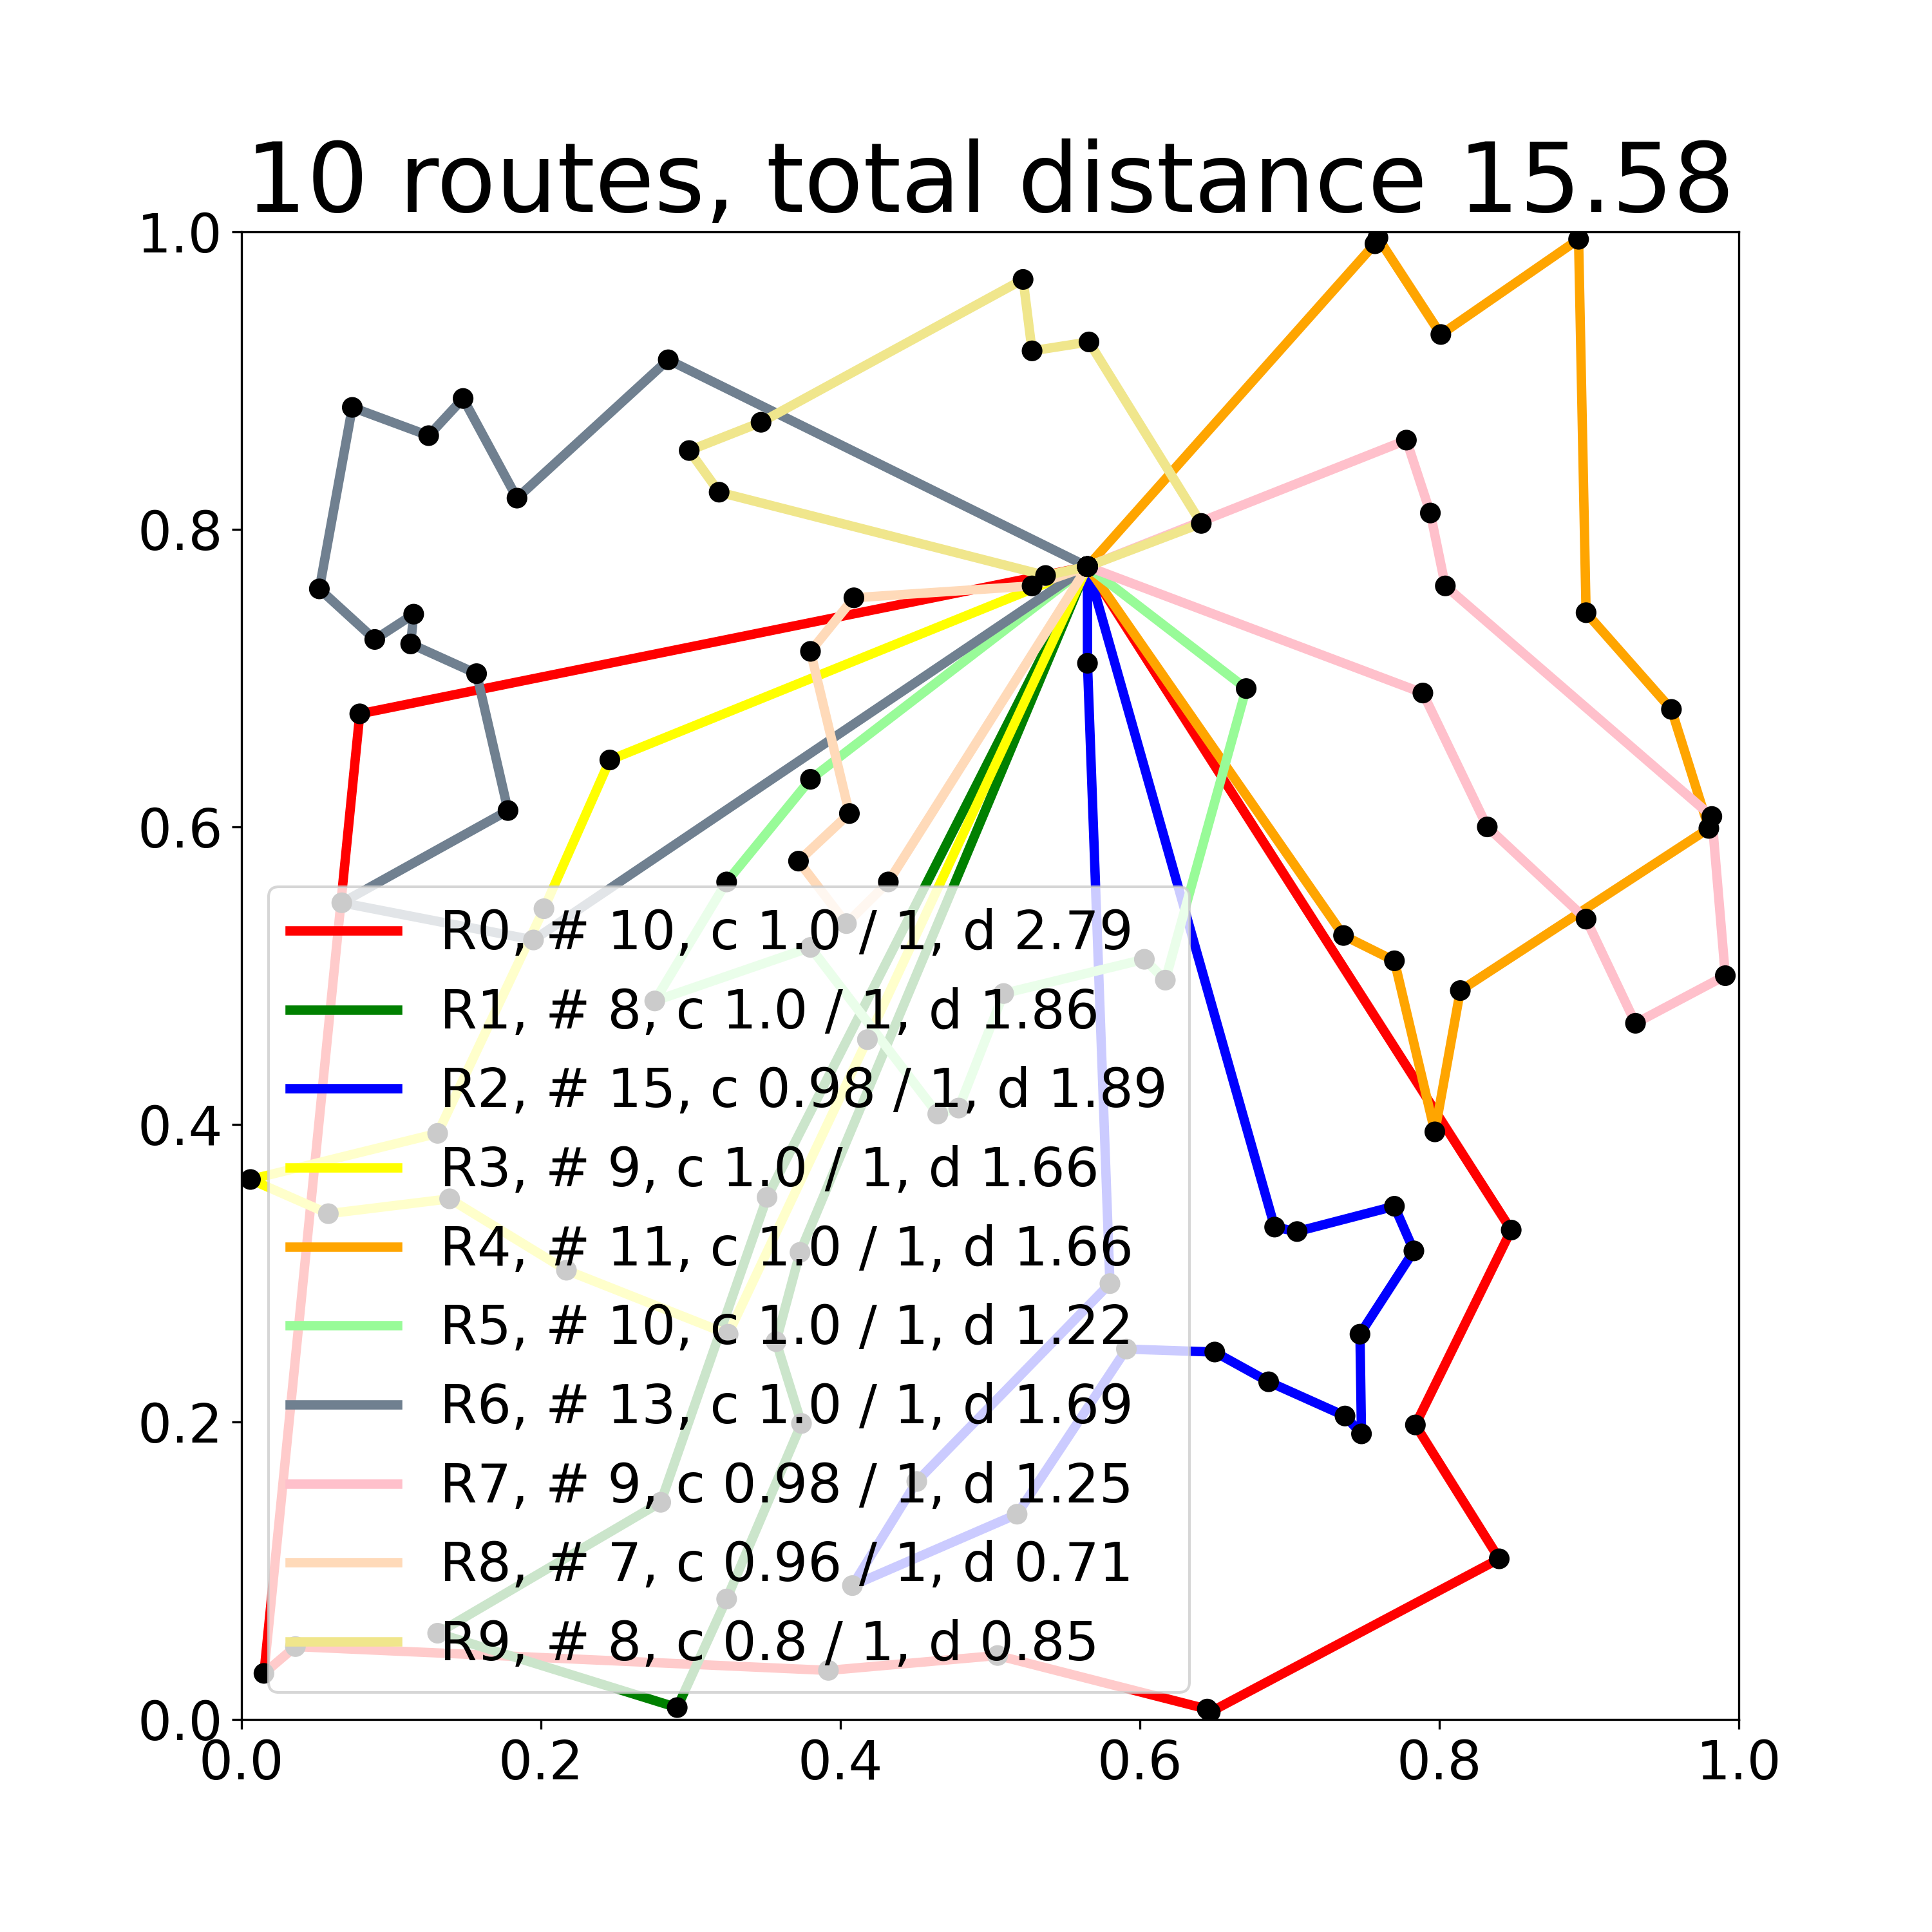 10 routes, total distance 15.58
1.0
0.8
0.6
0.4
0.2
0.0
R0, # 10, c 1.0 / 1, d 2.79
R1, # 8, c 1.0 / 1, d 1.86
R2, # 15, c 0.98 / 1, d 1.89
R3, # 9, c 1.0 / 1, d 1.66
R4, # 11, c 1.0 / 1, d 1.66
R5, # 10, c 1.0 / 1, d 1.22
R6, # 13, c 1.0 / 1, d 1.69
R7, # 9, c 0.98 / 1, d 1.25
R8, # 7, c 0.96 / 1, d 0.71
R9, # 8, c 0.8 / 1, d 0.85
0.0 0.2 0.4 0.6 0.8 1.0